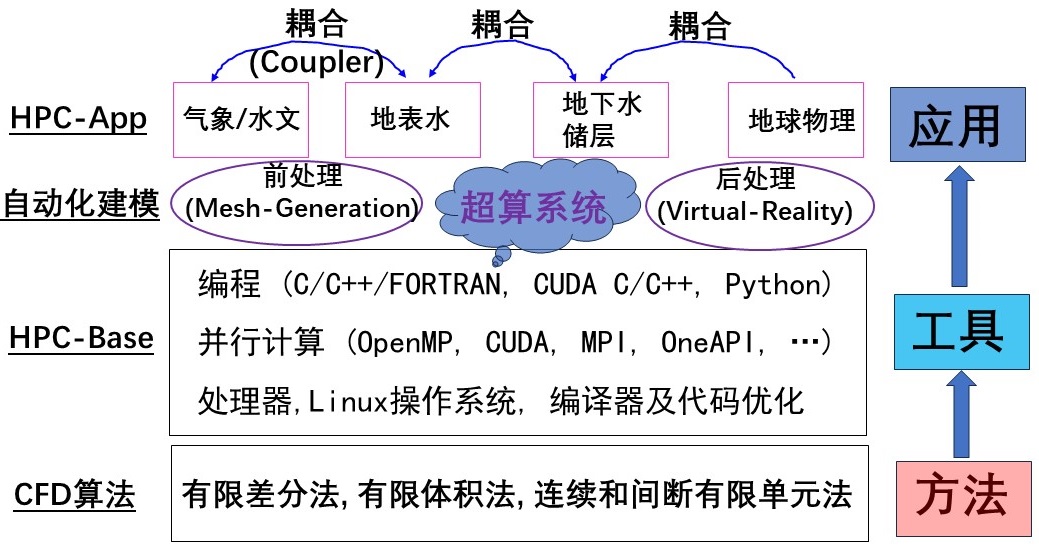 耦合
(Coupler)
耦合
耦合
HPC-App
气象/水文
地表水
地下水
储层
地球物理
应用
自动化建模
前处理
(Mesh-Generation)
超算系统
后处理
(Virtual-Reality)
HPC-Base
编程 (C/C++/FORTRAN, CUDA C/C++, Python)
并行计算 (OpenMP, CUDA, MPI, OneAPI, …)
处理器,Linux操作系统, 编译器及代码优化
工具
CFD算法
有限差分法, 有限体积法, 连续和间断有限单元法
方法